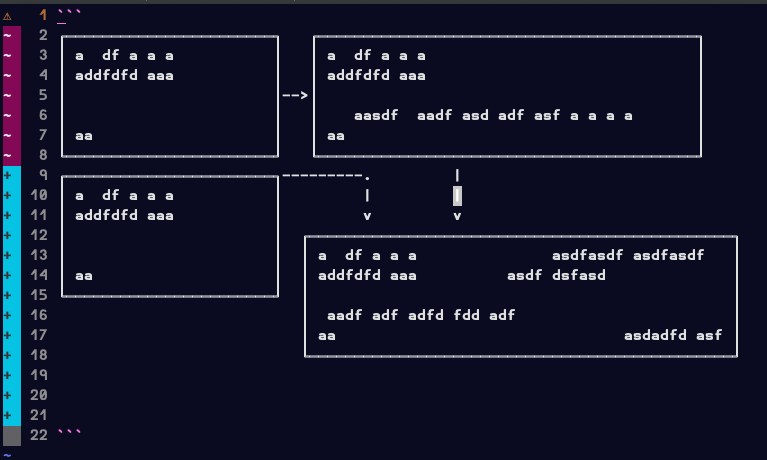 ⚠ 1 ```
~ 2
~ 3 a  df a a a    a  df a a a
~ 4 addfdfd aaa    addfdfd aaa
~ 5 -->
~ 6 aasdf  aadf asd adf asf a a a a
~ 7 aa    aa
~ 8
+ 9 ---------. |
+ 10 a  df a a a    | |
+ 11 addfdfd aaa    v v
+ 12
+ 13 a  df a a a    asdfasdf asdfasdf
+ 14 aa    addfdfd aaa    asdf dsfasd
+ 15
+ 16 aadf adf adfd fdd adf
+ 17 aa    asdadfd asf
+ 18
+ 19
+ 20
+ 21
22 ```
~